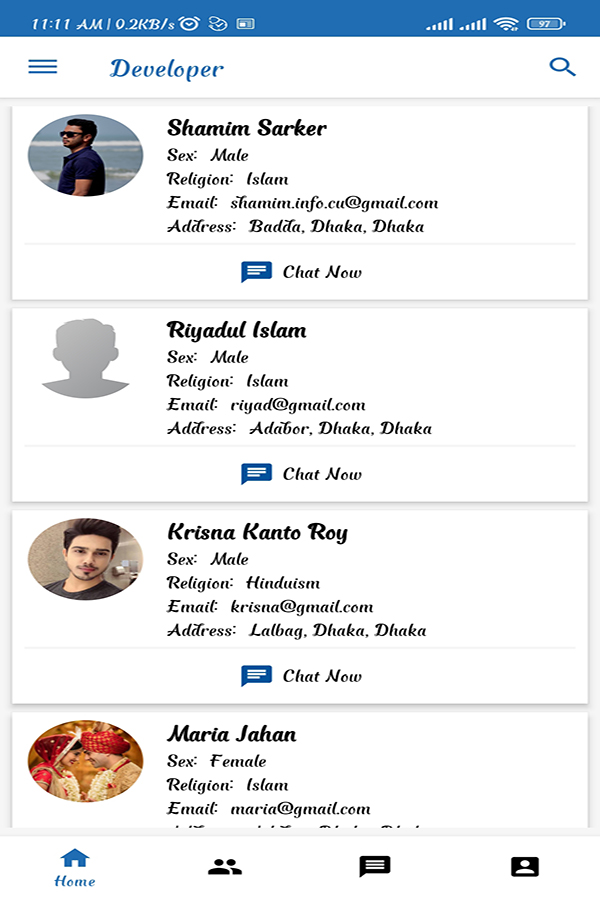 11:11 AM | 0.2KB/s
97
Developer
Shamim Sarker
Sex: Male
Religion: Islam
Email: shamim.info.cu@gmail.com
Address: Badda, Dhaka, Dhaka
Chat Now
Riyadul Islam
Sex: Male
Religion: Islam
Email: riyad@gmail.com
Address: Adabor, Dhaka, Dhaka
Chat Now
Krisna Kanto Roy
Sex: Male
Religion: Hinduism
Email: krisna@gmail.com
Address: Lalbag, Dhaka, Dhaka
Chat Now
Maria Jahan
Sex: Female
Religion: Islam
Email: maria@gmail.com
Home